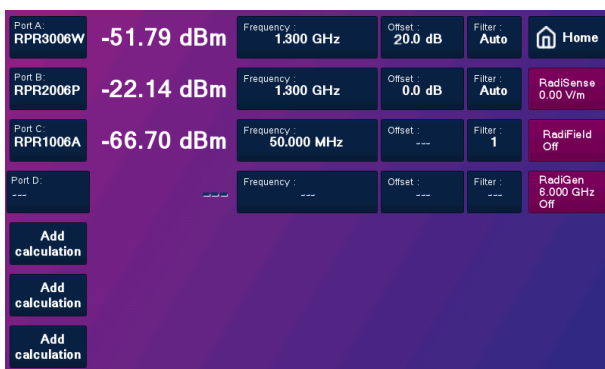 Port A:
RPR3006W
-51.79 dBm
Frequency :
1.300 GHz
Offset :
20.0 dB
Filter :
Auto
Home
Port B:
RPR2006P
-22.14 dBm
Frequency :
1.300 GHz
Offset :
0.0 dB
Filter :
Auto
RadiSense
0.00 V/m
Port C:
RPR1006A
-66.70 dBm
Frequency :
50.000 MHz
Offset :
---
Filter :
1
RadiField
Off
Port D:
---
---
Frequency :
---
Offset :
---
Filter :
---
RadiGen
6.000 GHz
Off
Add
calculation
Add
calculation
Add
calculation